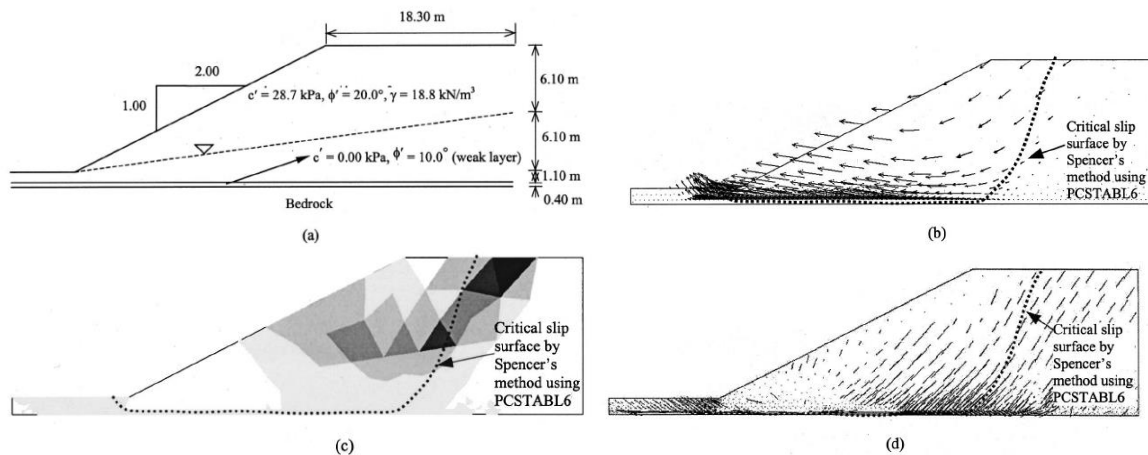 18.30 m
2.00
1.00
c' = 28.7 kPa, ϕ' = 20.0°, γ = 18.8 kN/m³
6.10 m
6.10 m
c' = 0.00 kPa, ϕ' = 10.0° (weak layer)
1.10 m
0.40 m
Bedrock
(a)
Critical slip
surface by
Spencer's
method using
PCSTABL6
(b)
Critical slip
surface by
Spencer's
method using
PCSTABL6
(c)
Critical slip
surface by
Spencer's
method using
PCSTABL6
(d)